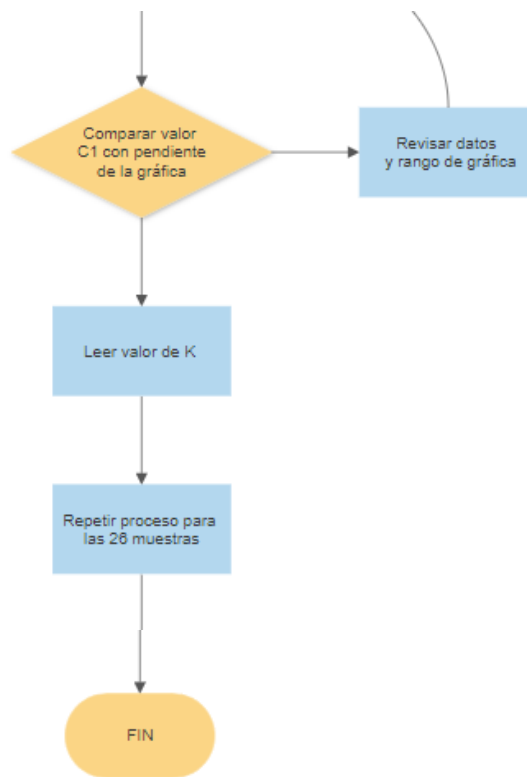 Comparar valor
C1 con pendiente
de la gráfica
Revisar datos
y rango de gráfica
Leer valor de K
Repetir proceso para
las 26 muestras
FIN